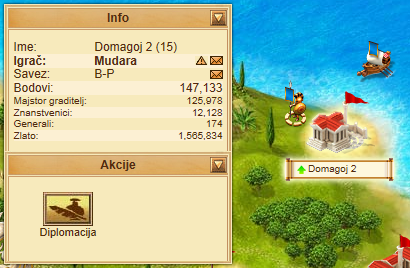 Info
Ime: Domagoj 2 (15)
Igrač: Mudara
Savez: B-P
Bodovi: 147,133
Majstor graditelj: 125,978
Znanstvenici: 12,128
Generali: 174
Zlato: 1,565,834
Akcije
Diplomacija
Domagoj 2